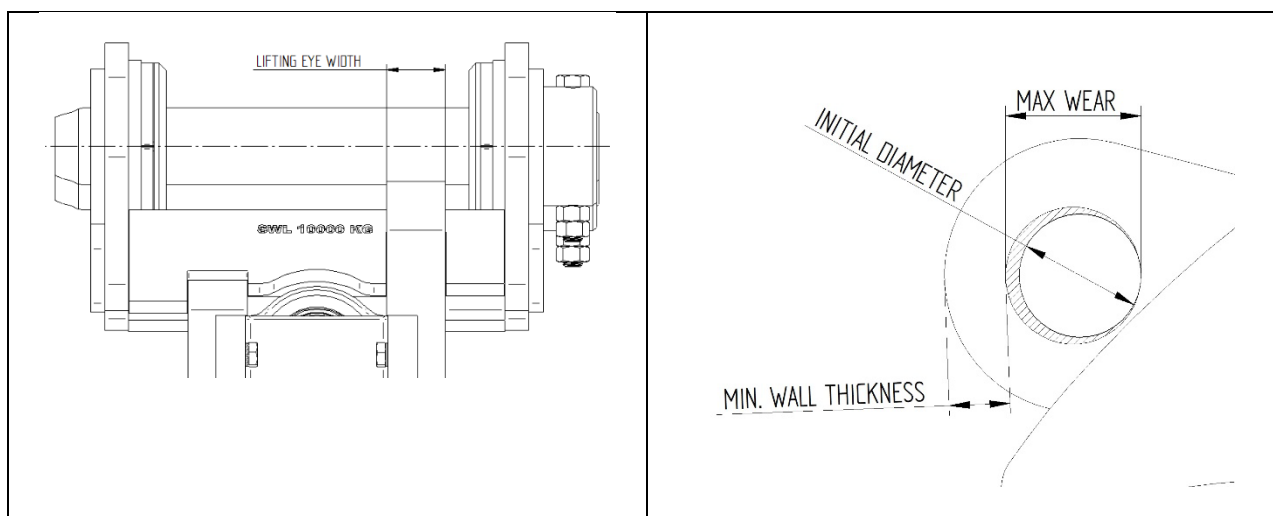 LIFTING EYE WIDTH
SWL 10000 KG
MAX WEAR
INITIAL DIAMETER
MIN. WALL THICKNESS